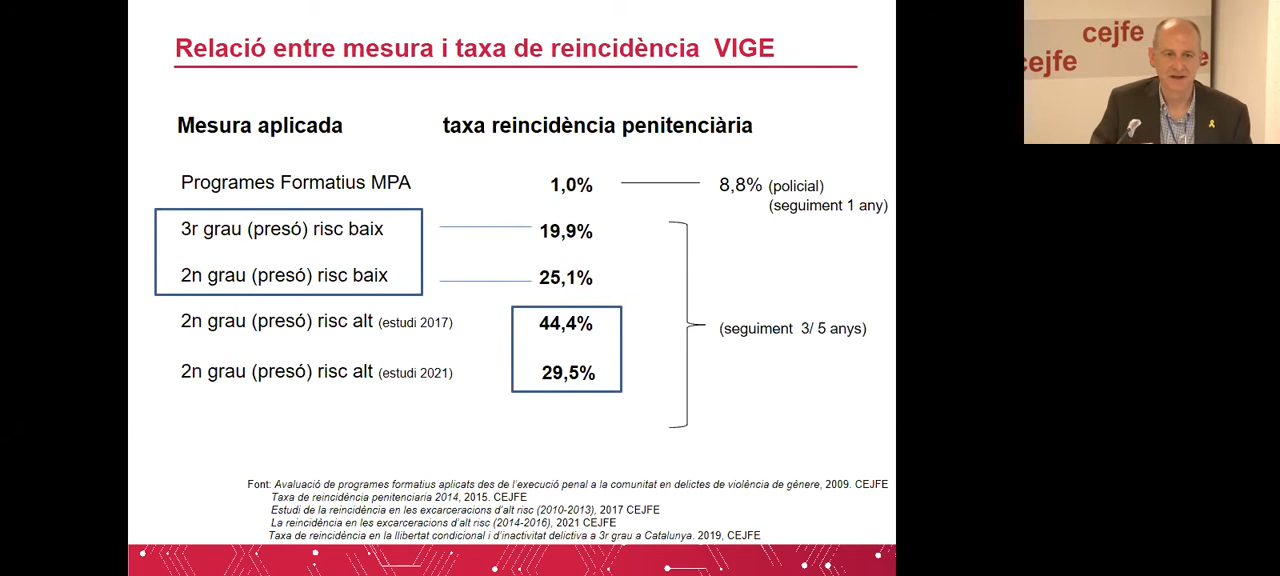 Relació entre mesura i taxa de reincidència VIGE
Mesura aplicada
taxa reincidència penitenciària
Programes Formatius MPA
1,0%
8,8% (policial)
(seguiment 1 any)
3r grau (presó) risc baix
19,9%
2n grau (presó) risc baix
25,1%
2n grau (presó) risc alt (estudi 2017)
44,4%
(seguiment 3/ 5 anys)
2n grau (presó) risc alt (estudi 2021)
29,5%
Font: Avaluació de programes formatius aplicats des de l'execució penal a la comunitat en delictes de violència de gènere, 2009. CEJFE
Taxa de reincidència penitenciaria 2014, 2015. CEJFE
Estudi de la reincidència en les excarceracions d'alt risc (2010-2013), 2017 CEJFE
La reincidència en les excarceracions d'alt risc (2014-2016), 2021 CEJFE
Taxa de reincidència en la llibertat condicional i d'inactivitat delictiva a 3r grau a Catalunya. 2019, CEJFE
cejfe
cejfe